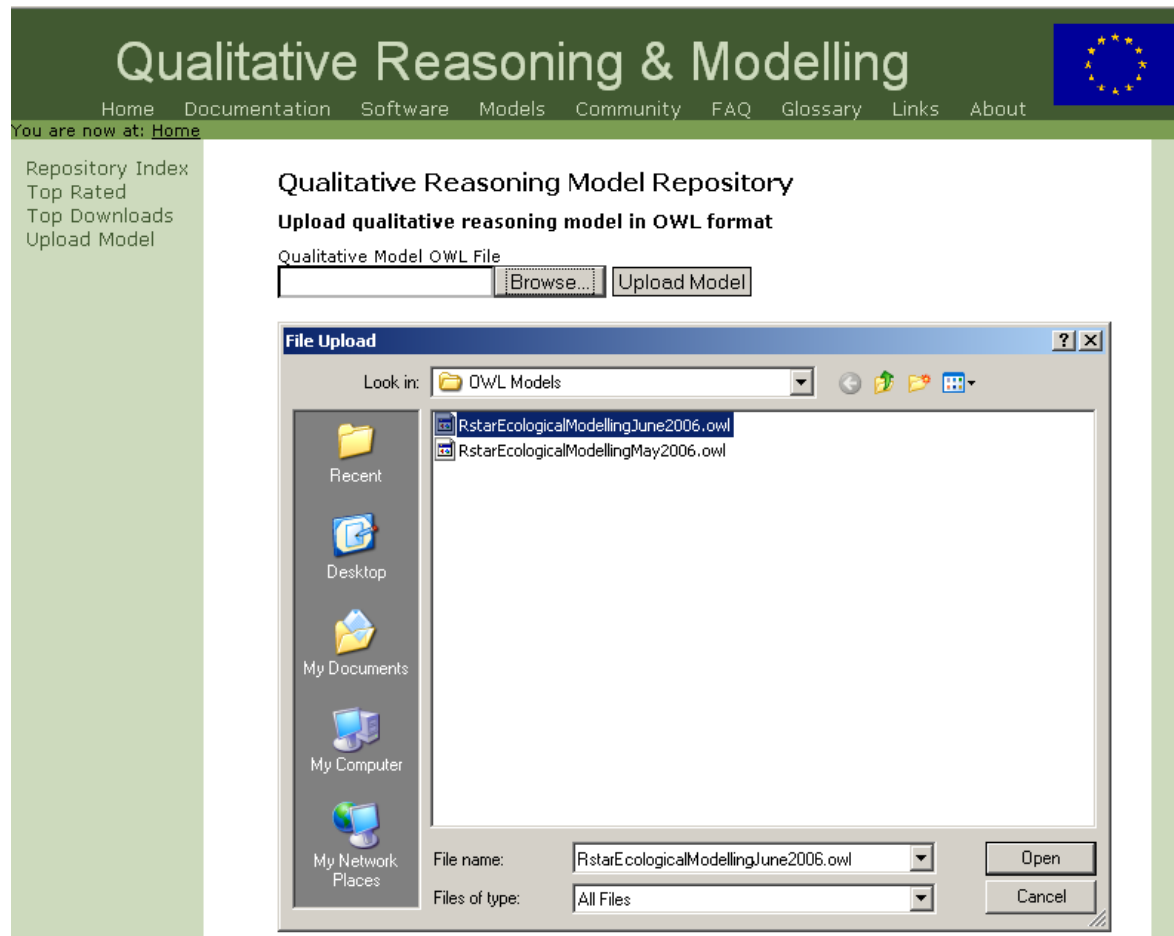 Qualitative Reasoning & Modelling
Home Documentation Software Models Community FAQ Glossary Links About
You are now at: Home
Repository Index
Top Rated
Top Downloads
Upload Model
Qualitative Reasoning Model Repository
Upload qualitative reasoning model in OWL format
Qualitative Model OWL File
Browse... Upload Model
File Upload
Look in: OWL Models
RstarEcologicalModellingJune2006.owl
RstarEcologicalModellingMay2006.owl
Recent
Desktop
My Documents
My Computer
My Network
Places
File name: RstarEcologicalModellingJune2006.owl Open
Files of type: All Files Cancel